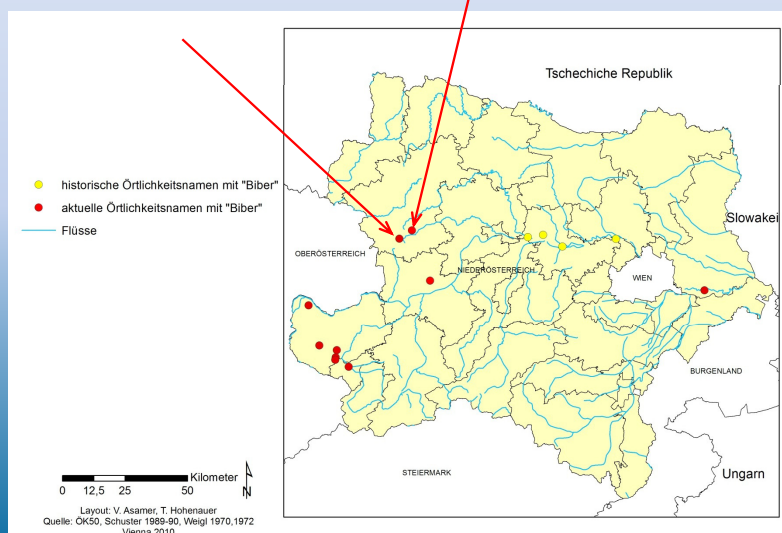 Tschechiche Republik
historische Örtlichkeitsnamen mit "Biber"
aktuelle Örtlichkeitsnamen mit "Biber"
Flüsse
Slowakei
OBERÖSTERREICH
NIEDERÖSTERREICH
WIEN
BURGENLAND
STEIERMARK
Ungarn
Kilometer
N
0 12,5 25 50
Layout: V. Asamer, T. Hohenauer
Quelle: ÖK50, Schuster 1989-90, Weigl 1970,1972
Vienna 2010